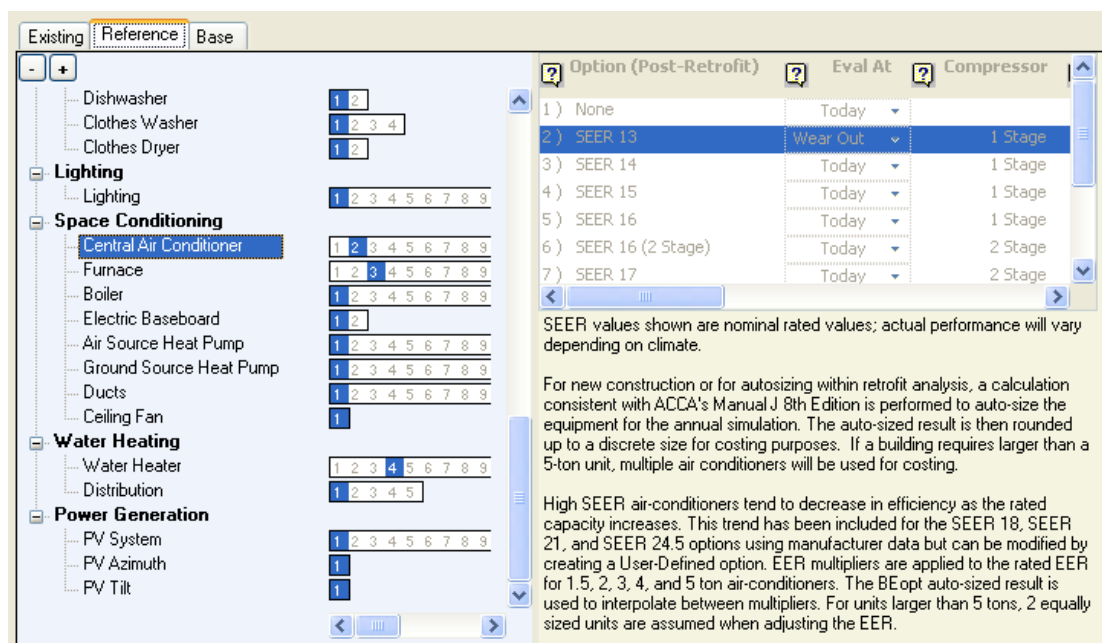 Existing Reference Base
- +
Dishwasher 1 2
Clothes Washer 1 2 3 4
Clothes Dryer 1 2
Lighting
Lighting 1 2 3 4 5 6 7 8 9
Space Conditioning
Central Air Conditioner 1 2 3 4 5 6 7 8 9
Furnace 1 2 3 4 5 6 7 8 9
Boiler 1 2 3 4 5 6 7 8 9
Electric Baseboard 1 2
Air Source Heat Pump 1 2 3 4 5 6 7 8 9
Ground Source Heat Pump 1 2 3 4 5 6 7 8 9
Ducts 1 2 3 4 5 6 7 8 9
Ceiling Fan 1
Water Heating
Water Heater 1 2 3 4 5 6 7 8 9
Distribution 1 2 3 4 5
Power Generation
PV System 1 2 3 4 5 6 7 8 9
PV Azimuth 1
PV Tilt 1
? Option (Post-Retrofit) ? Eval At ? Compressor
1 ) None Today
2 ) SEER 13 Wear Out 1 Stage
3 ) SEER 14 Today 1 Stage
4 ) SEER 15 Today 1 Stage
5 ) SEER 16 Today 1 Stage
6 ) SEER 16 (2 Stage) Today 2 Stage
7 ) SEER 17 Today 2 Stage
SEER values shown are nominal rated values; actual performance will vary
depending on climate.
For new construction or for autosizing within retrofit analysis, a calculation
consistent with ACCA's Manual J 8th Edition is performed to auto-size the
equipment for the annual simulation. The auto-sized result is then rounded
up to a discrete size for costing purposes. If a building requires larger than a
5-ton unit, multiple air conditioners will be used for costing.
High SEER air-conditioners tend to decrease in efficiency as the rated
capacity increases. This trend has been included for the SEER 18, SEER
21, and SEER 24.5 options using manufacturer data but can be modified by
creating a User-Defined option. EER multipliers are applied to the rated EER
for 1.5, 2, 3, 4, and 5 ton air-conditioners. The BEopt auto-sized result is
used to interpolate between multipliers. For units larger than 5 tons, 2 equally
sized units are assumed when adjusting the EER.